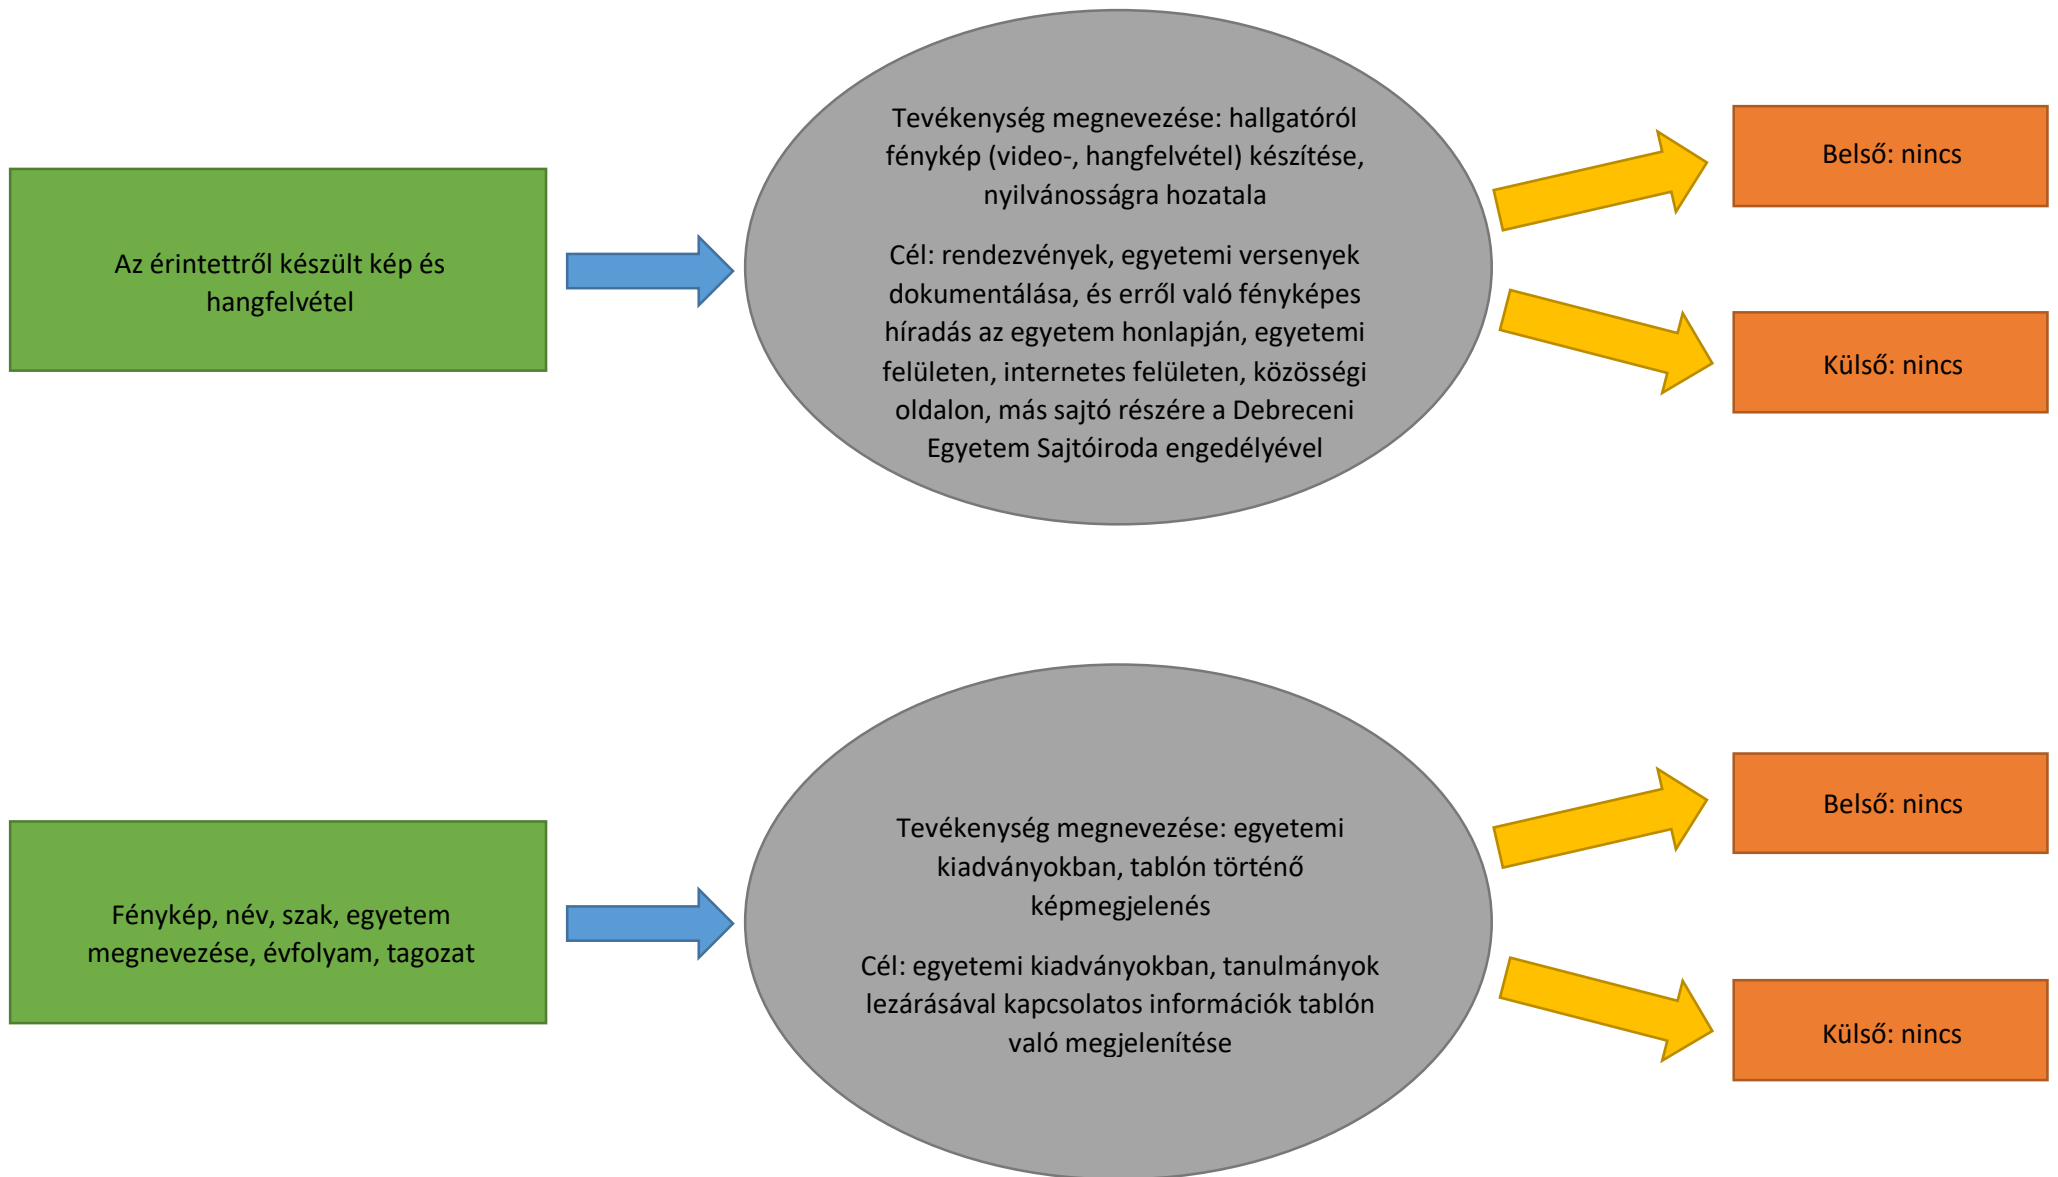 Az érintettről készült kép és
hangfelvétel
Tevékenység megnevezése: hallgatóról
fénykép (video-, hangfelvétel) készítése,
nyilvánosságra hozatala
Cél: rendezvények, egyetemi versenyek
dokumentálása, és erről való fényképes
híradás az egyetem honlapján, egyetemi
felületen, internetes felületen, közösségi
oldalon, más sajtó részére a Debreceni
Egyetem Sajtóiroda engedélyével
Belső: nincs
Külső: nincs
Fénykép, név, szak, egyetem
megnevezése, évfolyam, tagozat
Tevékenység megnevezése: egyetemi
kiadványokban, tablón történő
képmegjelenés
Cél: egyetemi kiadványokban, tanulmányok
lezárásával kapcsolatos információk tablón
való megjelenítése
Belső: nincs
Külső: nincs